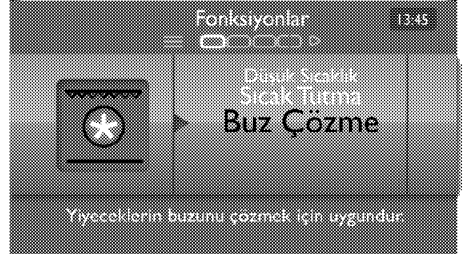 Fonksiyonlar
13:45
Düşük Sıcaklık
Sıcak Tutma
Buz Çözme
Yiyeceklerin buzunu çözmek için uygundur.